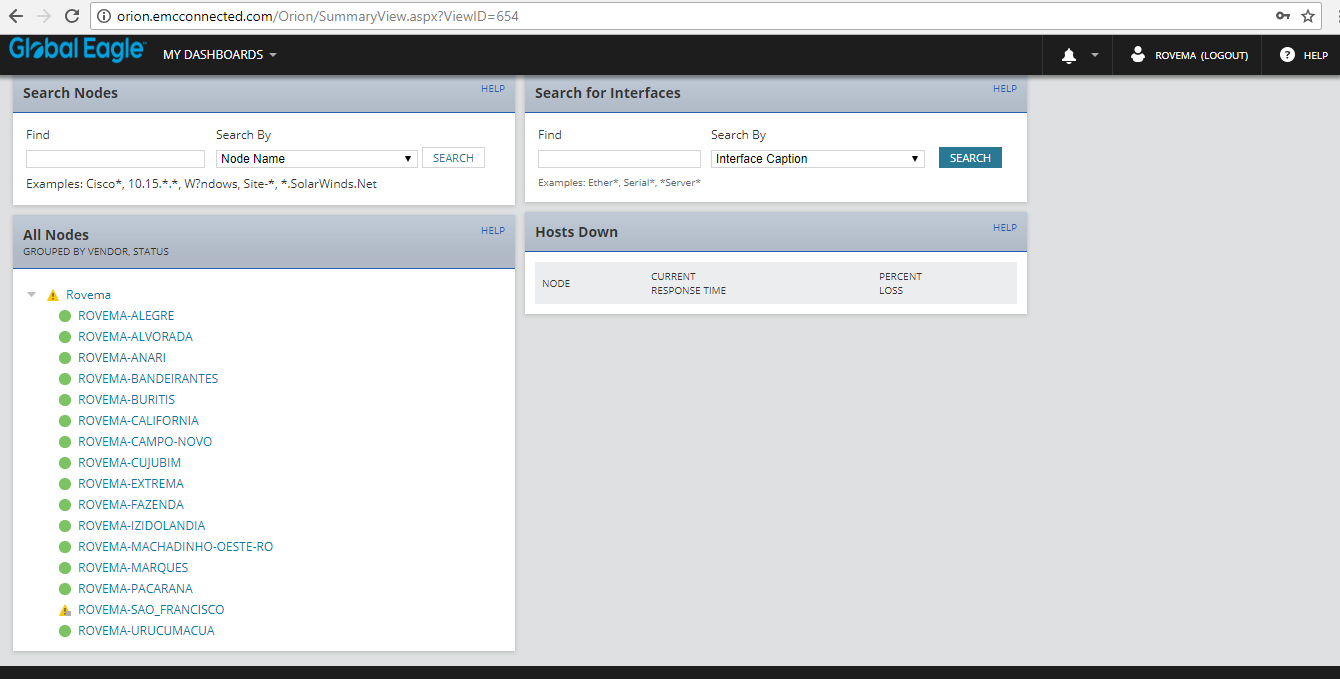 orion.emcconnected.com/Orion/SummaryView.aspx?ViewID=654
Global Eagle
MY DASHBOARDS
ROVEMA (LOGOUT)
? HELP
Search Nodes
HELP
Find
Search By
Node Name
SEARCH
Examples: Cisco*, 10.15.*.*, W?ndows, Site-*, *.SolarWinds.Net
Search for Interfaces
HELP
Find
Search By
Interface Caption
SEARCH
Examples: Ether*, Serial*, *Server*
All Nodes
HELP
GROUPED BY VENDOR, STATUS
Rovema
ROVEMA-ALEGRE
ROVEMA-ALVORADA
ROVEMA-ANARI
ROVEMA-BANDEIRANTES
ROVEMA-BURITIS
ROVEMA-CALIFORNIA
ROVEMA-CAMPO-NOVO
ROVEMA-CUJUBIM
ROVEMA-EXTREMA
ROVEMA-FAZENDA
ROVEMA-IZIDOLANDIA
ROVEMA-MACHADINHO-OESTE-RO
ROVEMA-MARQUES
ROVEMA-PACARANA
ROVEMA-SAO_FRANCISCO
ROVEMA-URUCUMACUA
Hosts Down
HELP
NODE
CURRENT
RESPONSE TIME
PERCENT
LOSS